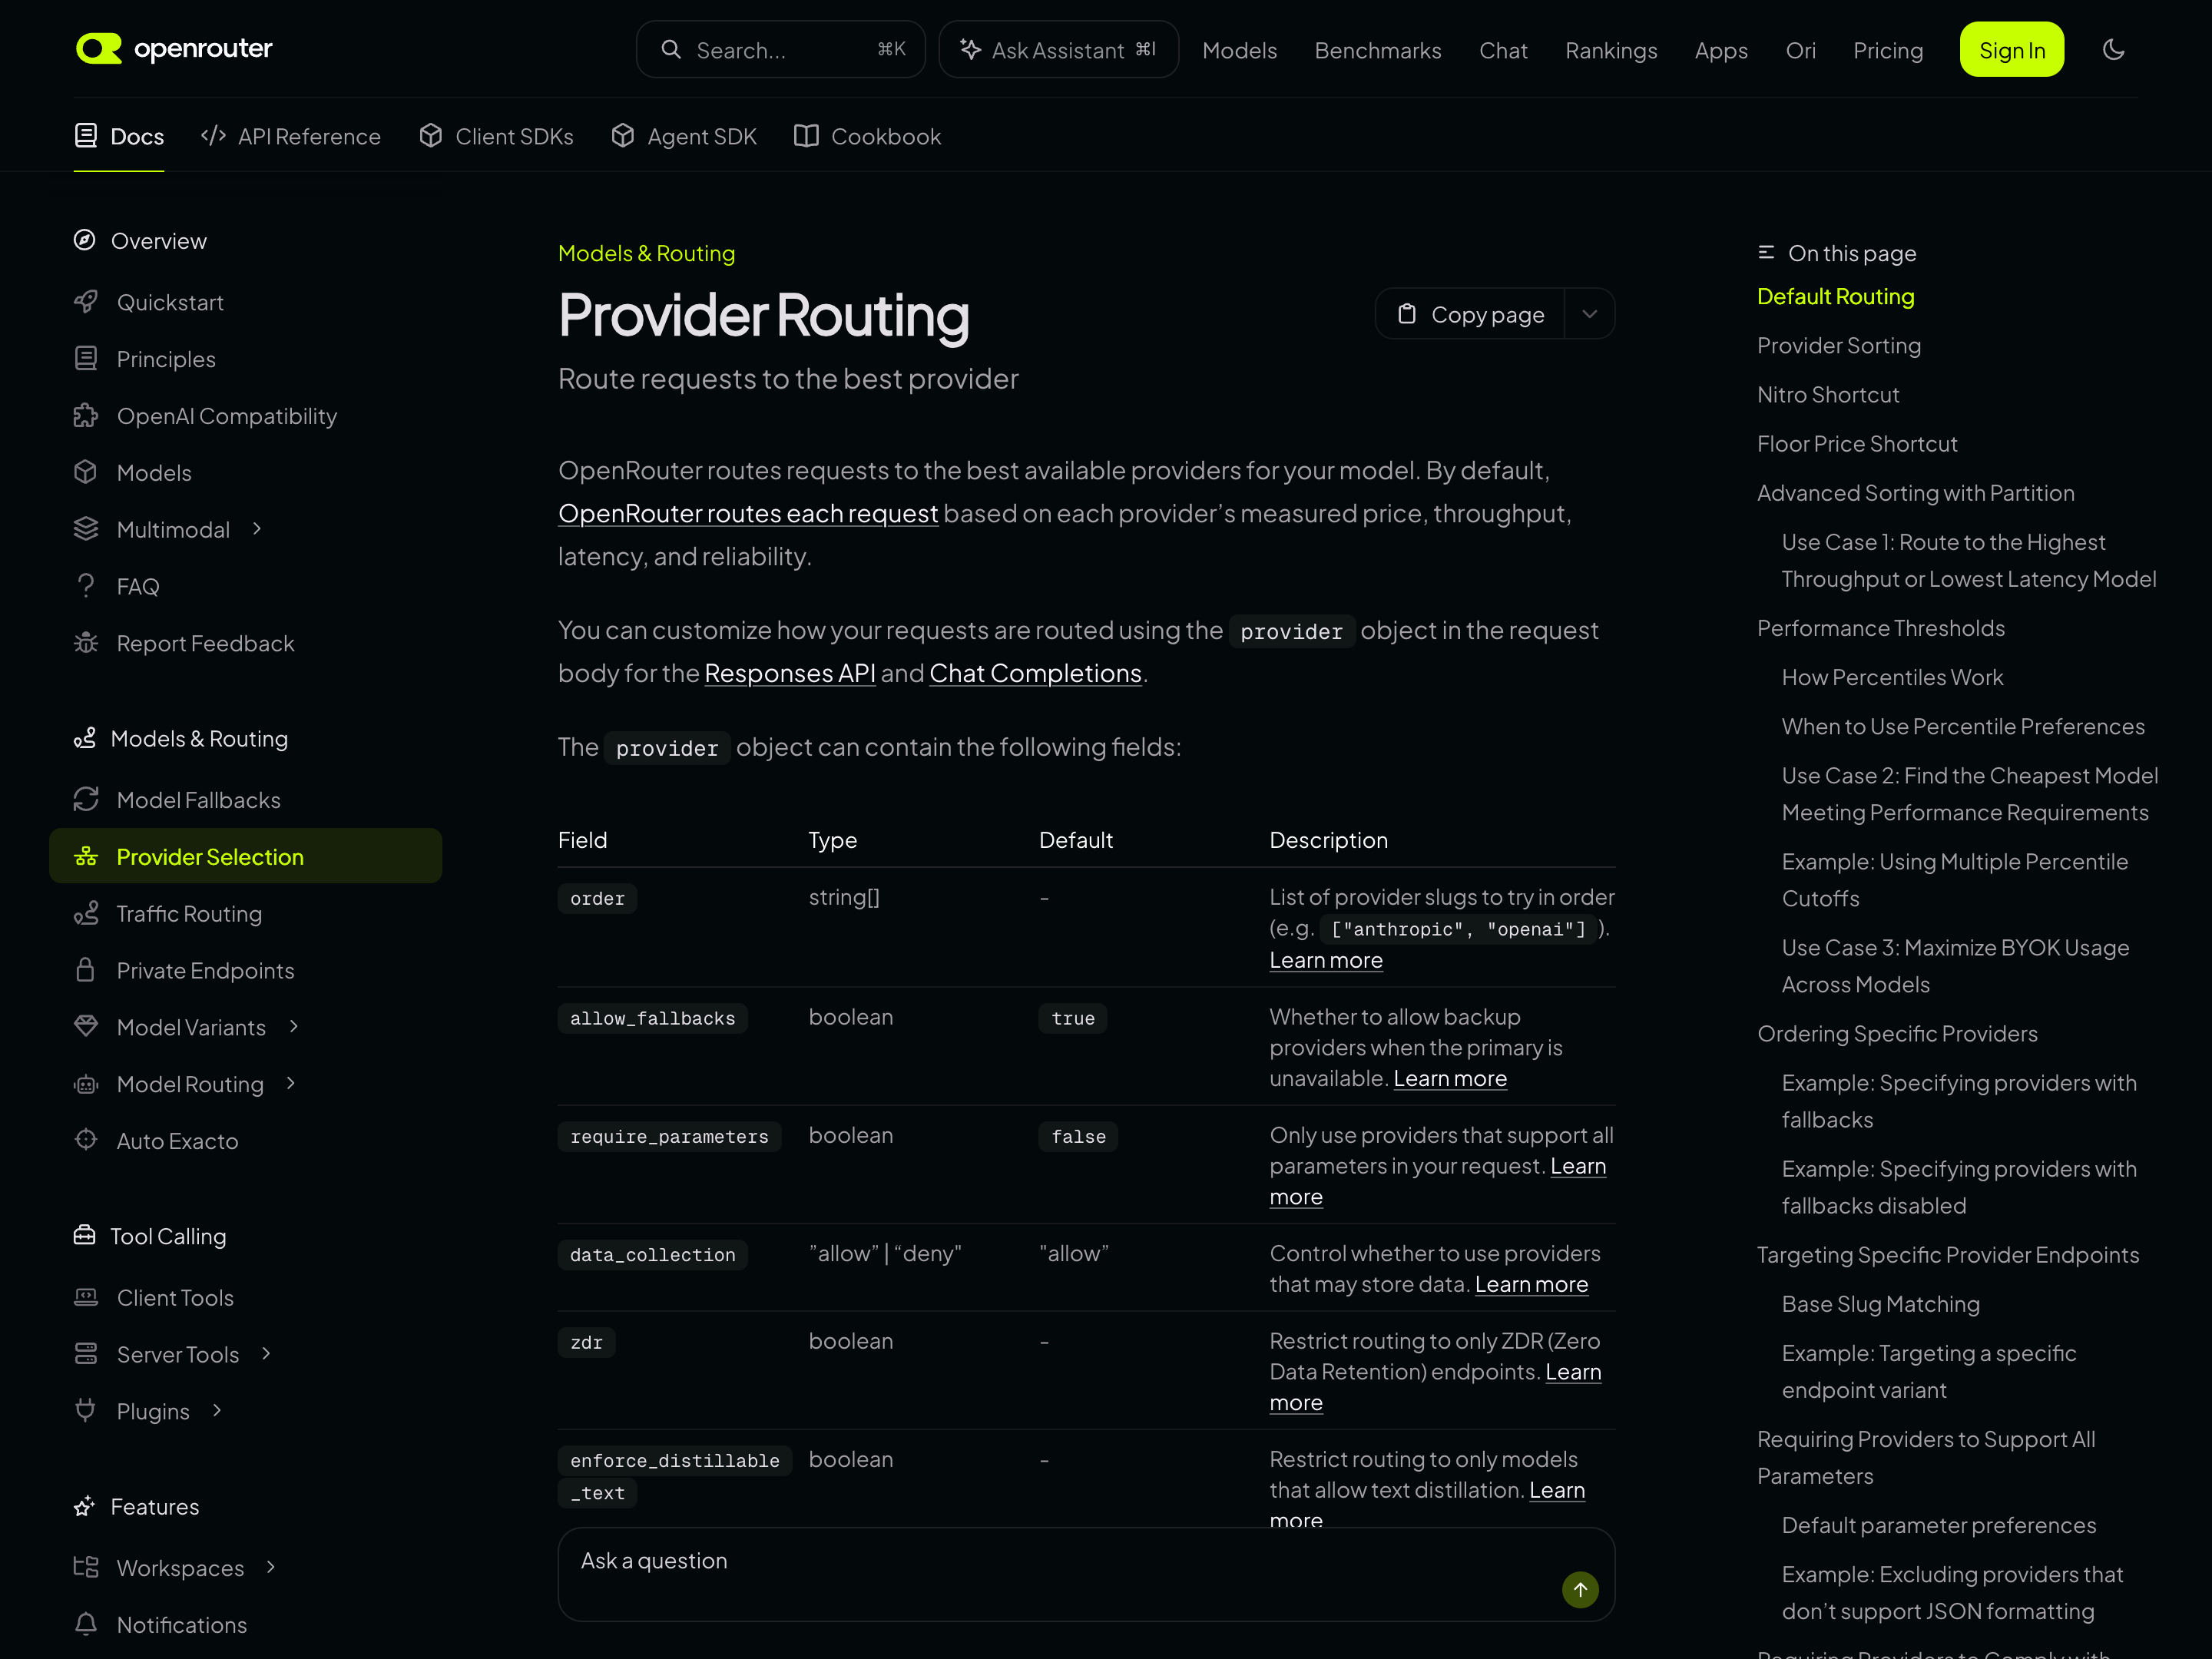 openrouter
Search...
⌘K
Ask Assistant ⌘I
Models
Benchmarks
Chat
Rankings
Apps
Ori
Pricing
Sign In
Docs
API Reference
Client SDKs
Agent SDK
Cookbook
Overview
Quickstart
Principles
OpenAI Compatibility
Models
Multimodal
FAQ
Report Feedback
Models & Routing
Model Fallbacks
Provider Selection
Traffic Routing
Private Endpoints
Model Variants
Model Routing
Auto Exacto
Tool Calling
Client Tools
Server Tools
Plugins
Features
Workspaces
Notifications
Models & Routing
Provider Routing
Copy page
Route requests to the best provider
OpenRouter routes requests to the best available providers for your model. By default,
OpenRouter routes each request based on each provider’s measured price, throughput,
latency, and reliability.
You can customize how your requests are routed using the provider object in the request
body for the Responses API and Chat Completions.
The provider object can contain the following fields:
Field Type Default Description
order string[] - List of provider slugs to try in order
(e.g. ["anthropic", "openai"] ).
Learn more
allow_fallbacks boolean true Whether to allow backup
providers when the primary is
unavailable. Learn more
require_parameters boolean false Only use providers that support all
parameters in your request. Learn
more
data_collection ”allow” | “deny" "allow” Control whether to use providers
that may store data. Learn more
zdr boolean - Restrict routing to only ZDR (Zero
Data Retention) endpoints. Learn
more
enforce_distillable boolean - Restrict routing to only models
_text that allow text distillation. Learn
more
Ask a question
On this page
Default Routing
Provider Sorting
Nitro Shortcut
Floor Price Shortcut
Advanced Sorting with Partition
Use Case 1: Route to the Highest
Throughput or Lowest Latency Model
Performance Thresholds
How Percentiles Work
When to Use Percentile Preferences
Use Case 2: Find the Cheapest Model
Meeting Performance Requirements
Example: Using Multiple Percentile
Cutoffs
Use Case 3: Maximize BYOK Usage
Across Models
Ordering Specific Providers
Example: Specifying providers with
fallbacks
Example: Specifying providers with
fallbacks disabled
Targeting Specific Provider Endpoints
Base Slug Matching
Example: Targeting a specific
endpoint variant
Requiring Providers to Support All
Parameters
Default parameter preferences
Example: Excluding providers that
don’t support JSON formatting
Requiring Providers to Comply with